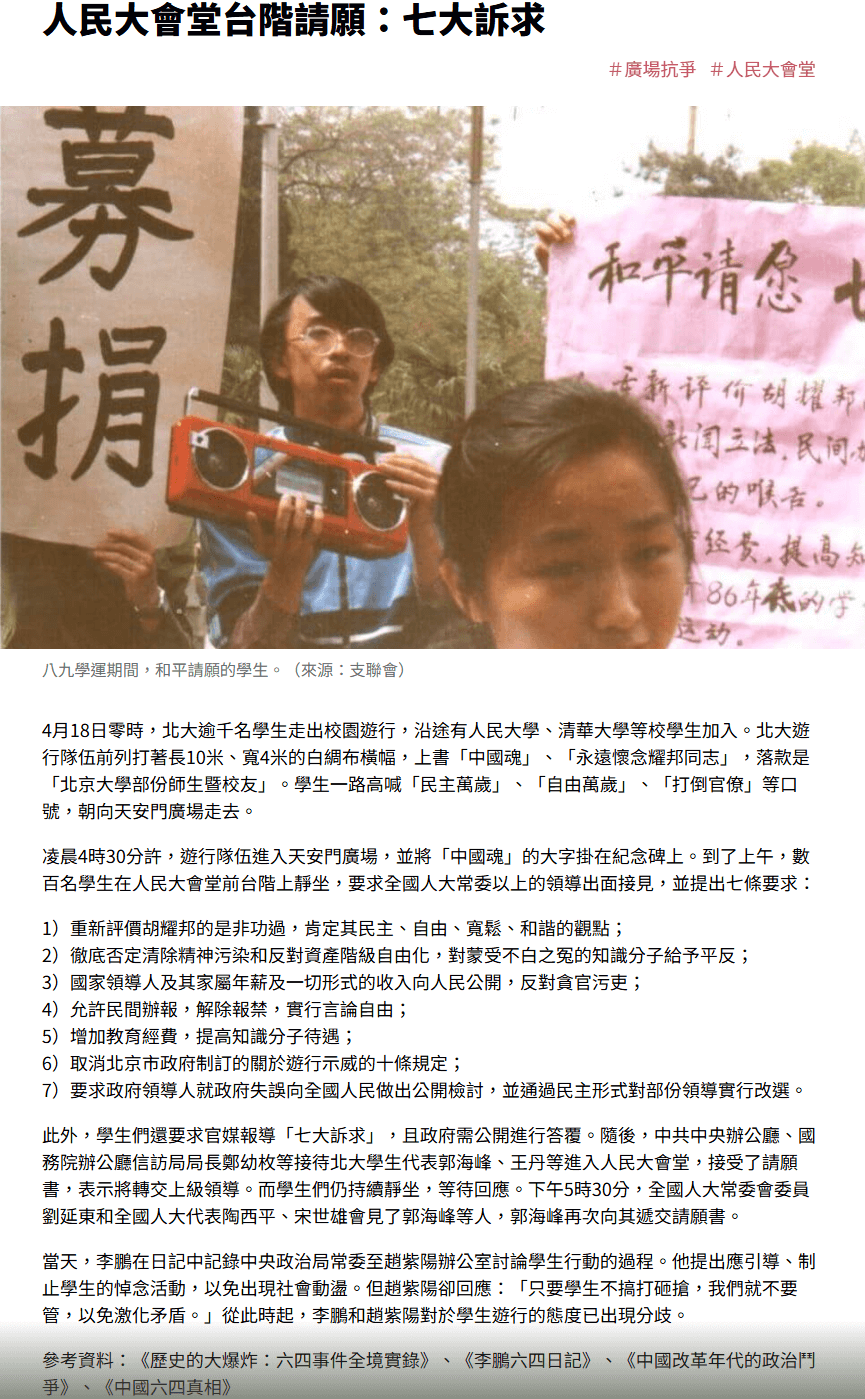 人民大會堂台階請願：七大訴求
＃廣場抗爭 ＃人民大會堂
募捐
和平请愿 七
重新评价胡耀邦
新闻立法，民间办
己的喉舌。
经费，提高知
86年底的学
运动。
八九學運期間，和平請願的學生。（來源：支聯會）
4月18日零時，北大逾千名學生走出校園遊行，沿途有人民大學、清華大學等校學生加入。北大遊
行隊伍前列打著長10米、寬4米的白綢布橫幅，上書「中國魂」、「永遠懷念耀邦同志」，落款是
「北京大學部份師生暨校友」。學生一路高喊「民主萬歲」、「自由萬歲」、「打倒官僚」等口
號，朝向天安門廣場走去。
凌晨4時30分許，遊行隊伍進入天安門廣場，並將「中國魂」的大字掛在紀念碑上。到了上午，數
百名學生在人民大會堂前台階上靜坐，要求全國人大常委以上的領導出面接見，並提出七條要求：
1）重新評價胡耀邦的是非功過，肯定其民主、自由、寬鬆、和諧的觀點；
2）徹底否定清除精神污染和反對資產階級自由化，對蒙受不白之冤的知識分子給予平反；
3）國家領導人及其家屬年薪及一切形式的收入向人民公開，反對貪官污吏；
4）允許民間辦報，解除報禁，實行言論自由；
5）增加教育經費，提高知識分子待遇；
6）取消北京市政府制訂的關於遊行示威的十條規定；
7）要求政府領導人就政府失誤向全國人民做出公開檢討，並通過民主形式對部份領導實行改選。
此外，學生們還要求官媒報導「七大訴求」，且政府需公開進行答覆。隨後，中共中央辦公廳、國
務院辦公廳信訪局局長鄭幼枚等接待北大學生代表郭海峰、王丹等進入人民大會堂，接受了請願
書，表示將轉交上級領導。而學生們仍持續靜坐，等待回應。下午5時30分，全國人大常委會委員
劉延東和全國人大代表陶西平、宋世雄會見了郭海峰等人，郭海峰再次向其遞交請願書。
當天，李鵬在日記中記錄中央政治局常委至趙紫陽辦公室討論學生行動的過程。他提出應引導、制
止學生的悼念活動，以免出現社會動盪。但趙紫陽卻回應：「只要學生不搞打砸搶，我們就不要
管，以免激化矛盾。」從此時起，李鵬和趙紫陽對於學生遊行的態度已出現分歧。
參考資料：《歷史的大爆炸：六四事件全境實錄》、《李鵬六四日記》、《中國改革年代的政治鬥
爭》、《中國六四真相》